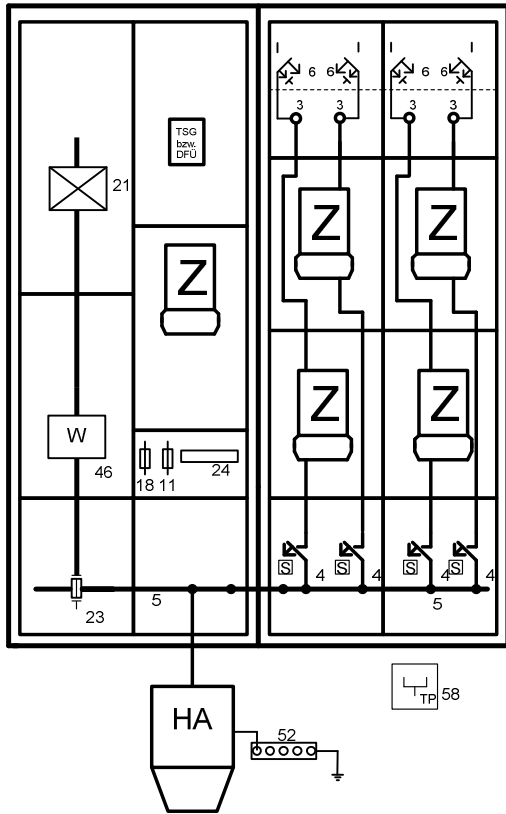 I I I I
6 6 6 6
TSG
bzw.
DFÜ
3 3 3 3
21
Z Z
Z
Z Z
W
46
18 11 24
S 4 S 4 S 4 S 4
23
5
5
TP 58
HA
52